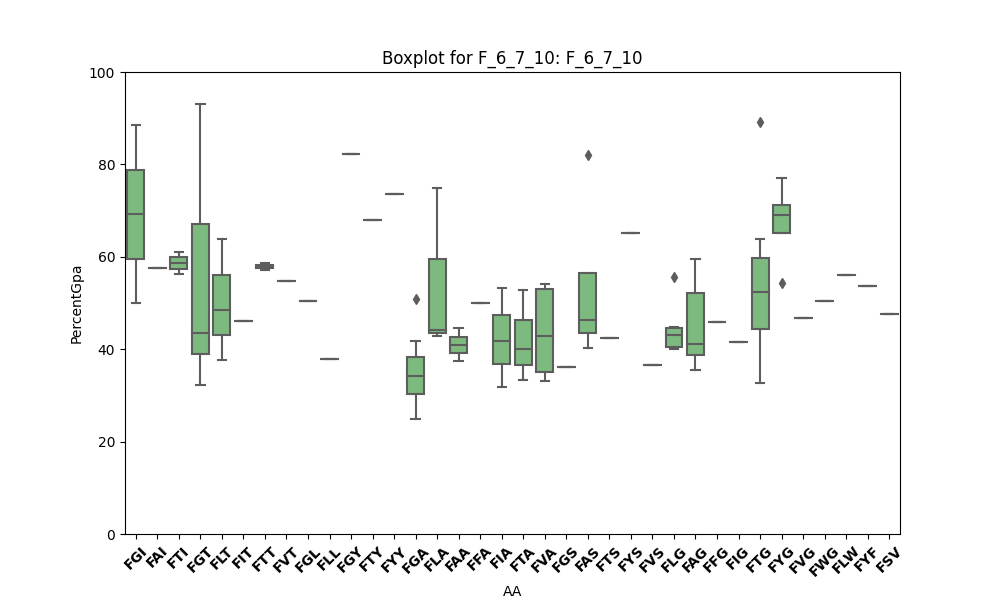 Boxplot for F_6_7_10: F_6_7_10
100
80
60
40
20
0
PercentGpa
FGI FAI FTI FGT FLT FIT FTT FVT FGL FLL FGY FTY FYY FGA FLA FAA FFA FIA FTA FVA FGS FAS FTS FYS FVS FLG FAG FFG FIG FTG FYG FVG FWG FLW FYF FSV
AA